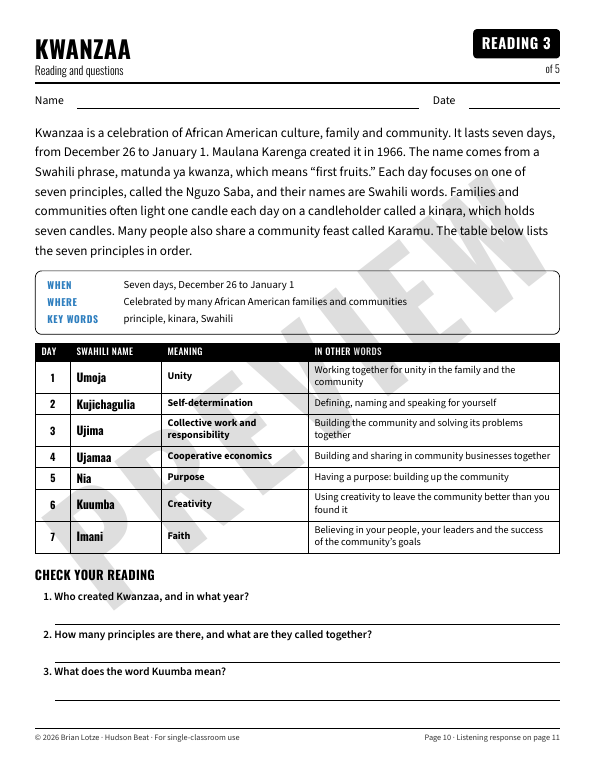 KWANZAA
Reading and questions
READING 3
of 5
Name
Date
Kwanzaa is a celebration of African American culture, family and community. It lasts seven days,
from December 26 to January 1. Maulana Karenga created it in 1966. The name comes from a
Swahili phrase, matunda ya kwanza, which means “first fruits.” Each day focuses on one of
seven principles, called the Nguzo Saba, and their names are Swahili words. Families and
communities often light one candle each day on a candleholder called a kinara, which holds
seven candles. Many people also share a community feast called Karamu. The table below lists
the seven principles in order.
WHEN Seven days, December 26 to January 1
WHERE Celebrated by many African American families and communities
KEY WORDS principle, kinara, Swahili
DAY SWAHILI NAME MEANING IN OTHER WORDS
1 Umoja Unity Working together for unity in the family and the
community
2 Kujichagulia Self-determination Defining, naming and speaking for yourself
3 Ujima Collective work and
responsibility Building the community and solving its problems
together
4 Ujamaa Cooperative economics Building and sharing in community businesses together
5 Nia Purpose Having a purpose: building up the community
6 Kuumba Creativity Using creativity to leave the community better than you
found it
7 Imani Faith Believing in your people, your leaders and the success
of the community’s goals
PREVIEW
CHECK YOUR READING
1. Who created Kwanzaa, and in what year?
2. How many principles are there, and what are they called together?
3. What does the word Kuumba mean?
© 2026 Brian Lotze · Hudson Beat · For single-classroom use
Page 10 · Listening response on page 11